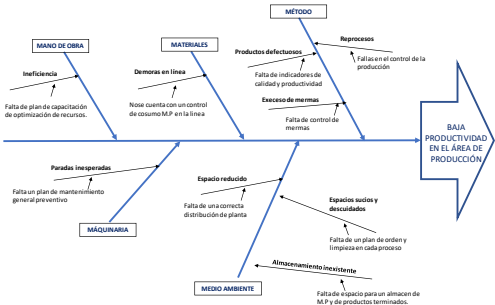 MÉTODO
MANO DE OBRA
MATERIALES
Reprocesos
Fallas en el control de la
producción
Productos defectuosos
Falta de indicadores de
calidad y productividad
Ineficiencia
Falta de plan de capacitación
de optimización de recursos.
Demoras en línea
Nose cuenta con un control
de cosumo M.P en la linea
Exceseo de mermas
Falta de control de
mermas
BAJA
PRODUCTIVIDAD
EN EL ÁREA DE
PRODUCCIÓN
Paradas inesperadas
Falta un plan de mantenimiento
general preventivo
MÁQUINARIA
Espacio reducido
Falta de una correcta
distribución de planta
Espacios sucios y
descuidados
Falta de un plan de orden y
limpieza en cada proceso
MEDIO AMBIENTE
Almacenamiento inexistente
Falta de espacio para un almacen de
M.P y de productos terminados.